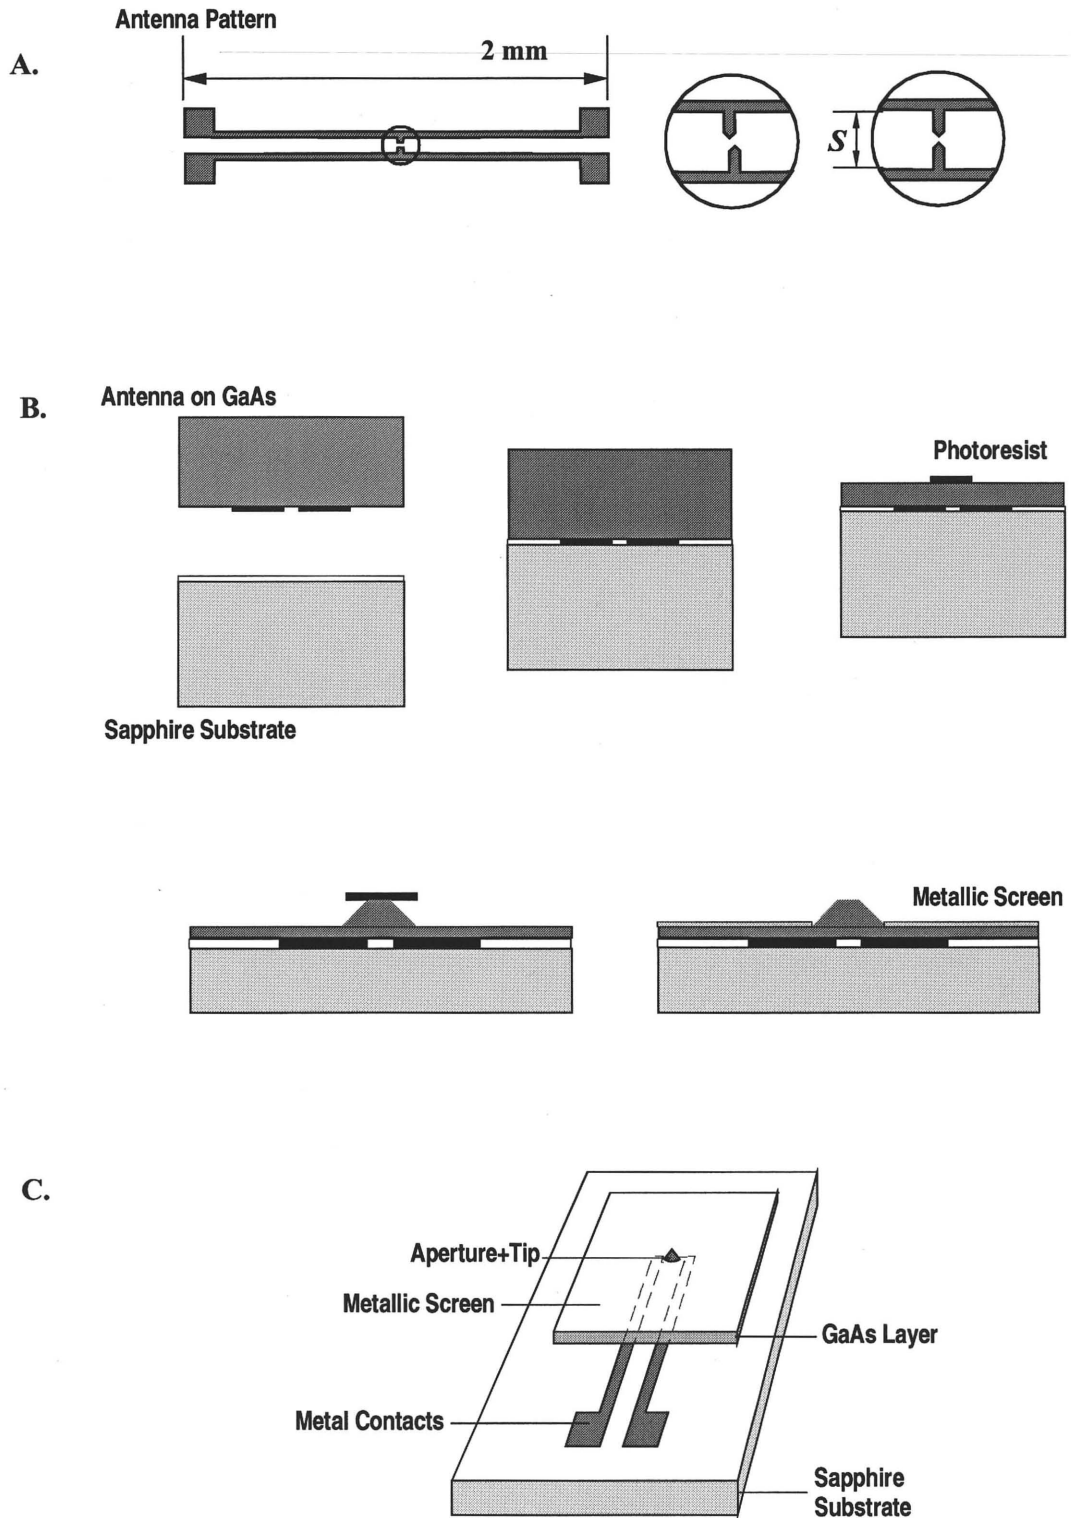 Antenna Pattern
A.
2 mm
S
B.
Antenna on GaAs
Photoresist
Sapphire Substrate
Metallic Screen
C.
Aperture+Tip
Metallic Screen
GaAs Layer
Metal Contacts
Sapphire
Substrate